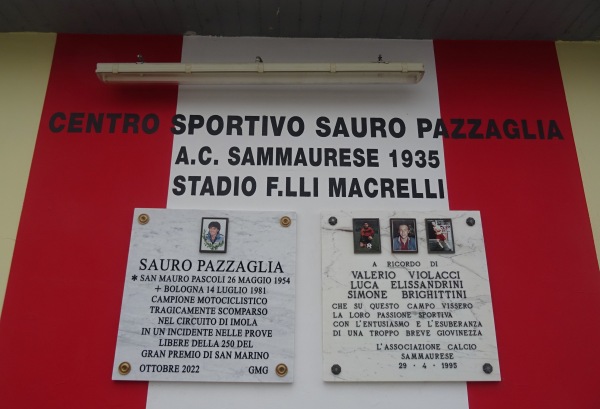 CENTRO SPORTIVO SAURO PAZZAGLIA
A.C. SAMMAURESE 1935
STADIO F.LLI MACRELLI
SAURO PAZZAGLIA
* SAN MAURO PASCOLI 26 MAGGIO 1954
+ BOLOGNA 14 LUGLIO 1981
CAMPIONE MOTOCICLISTICO
TRAGICAMENTE SCOMPARSO
NEL CIRCUITO DI IMOLA
IN UN INCIDENTE NELLE PROVE
LIBERE DELLA 250 DEL
GRAN PREMIO DI SAN MARINO
OTTOBRE 2022 GMG
A RICORDO DI
VALERIO VIOLACCI
LUCA ELISSANDRINI
SIMONE BRIGHITTINI
CHE SU QUESTO CAMPO VISSERO
LA LORO PASSIONE SPORTIVA
CON L'ENTUSIASMO E L'ESUBERANZA
DI UNA TROPPO BREVE GIOVINEZZA
L'ASSOCIAZIONE CALCIO
SAMMAURESE
29 - 4 - 1995